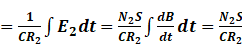 = 1/CR₂ ∫ E₂ dt = N₂S/CR₂ ∫ dB/dt dt = N₂S/CR₂